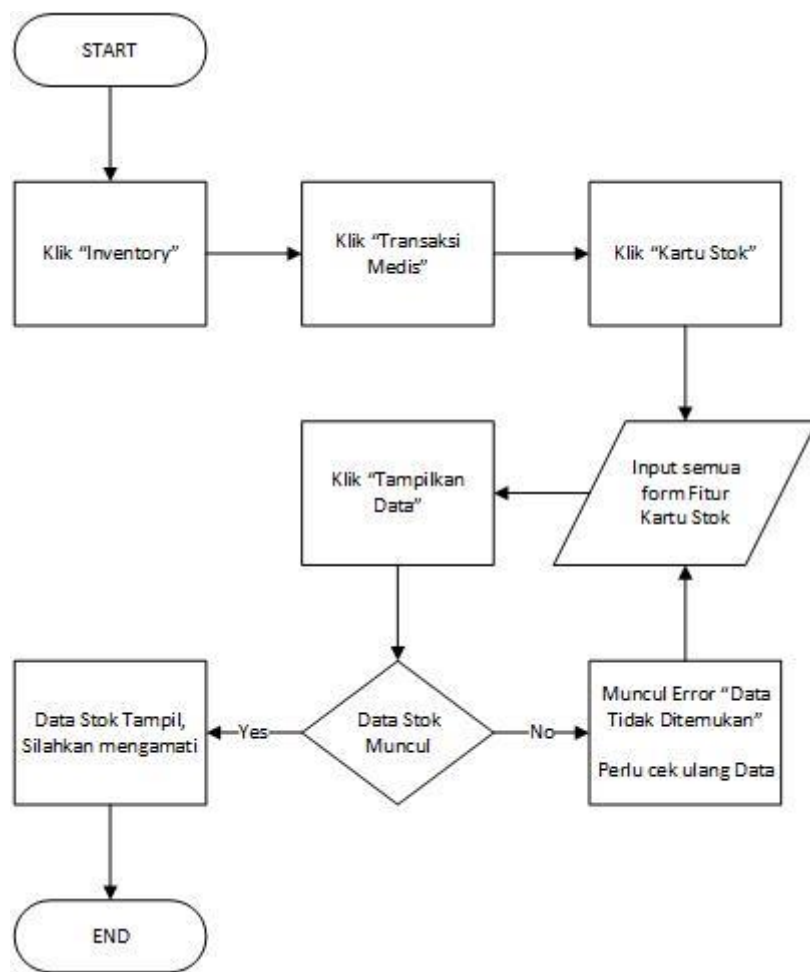 START
Klik “Inventory”
Klik “Transaksi
Medis”
Klik “Kartu Stok”
Input semua
form Fitur
Kartu Stok
Klik “Tampilkan
Data”
Data Stok
Muncul
Yes
No
Data Stok Tampil,
Silahkan mengamati
Muncul Error “Data
Tidak Ditemukan”
Perlu cek ulang Data
END